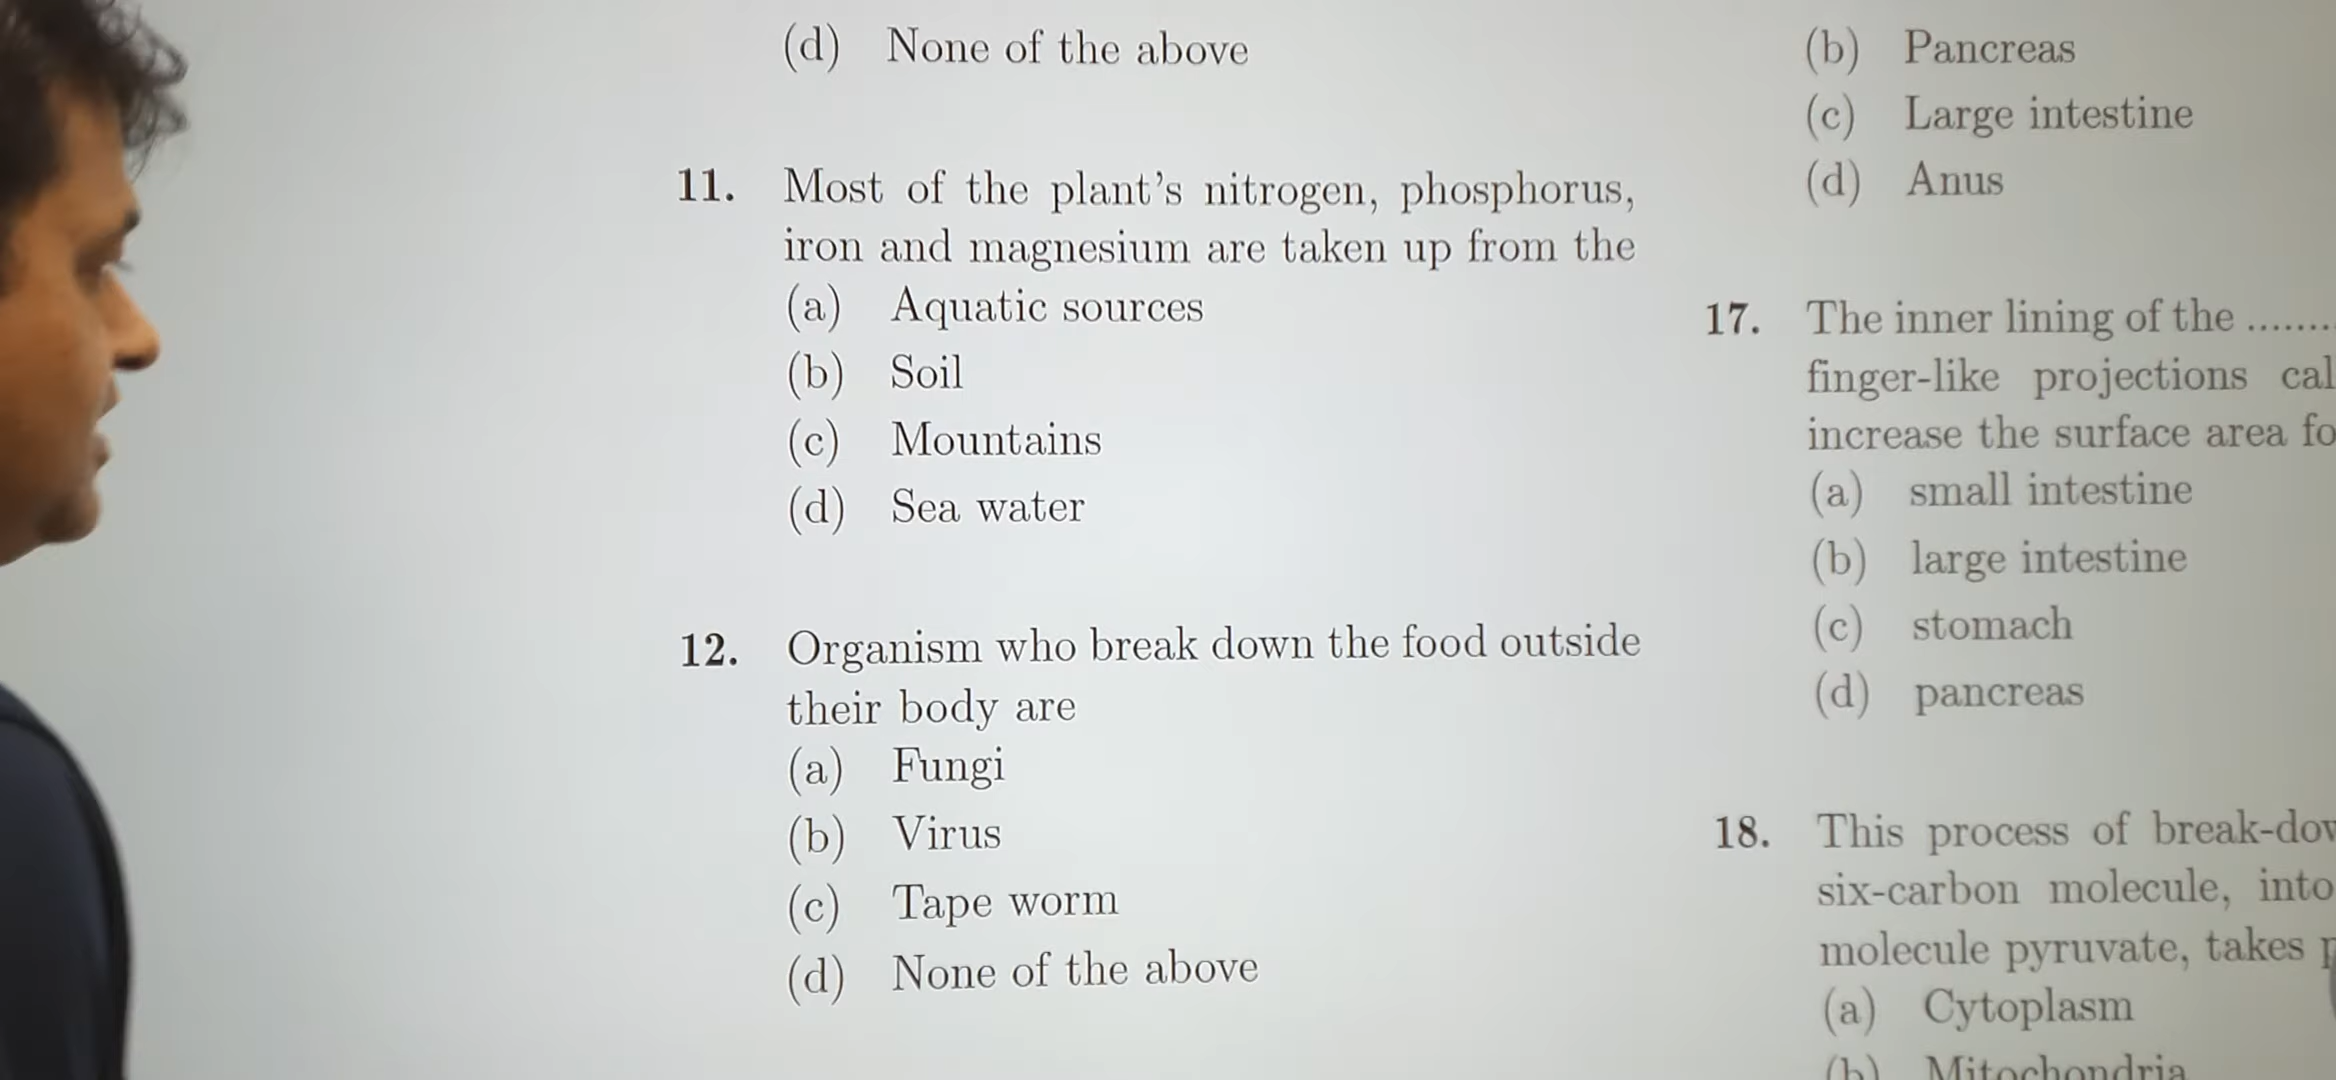 (d) None of the above
11. Most of the plant's nitrogen, phosphorus,
iron and magnesium are taken up from the
(a) Aquatic sources
(b) Soil
(c) Mountains
(d) Sea water
12. Organism who break down the food outside
their body are
(a) Fungi
(b) Virus
(c) Tape worm
(d) None of the above
(b) Pancreas
(c) Large intestine
(d) Anus
17. The inner lining of the ........
finger-like projections
increase the surface area
(a) small intestine
(b) large intestine
(c) stomach
(d) pancreas
18. This process of
six-carbon molecule, into
molecule pyruvate, takes
(a) Cytoplasm
(b) Mitochondria